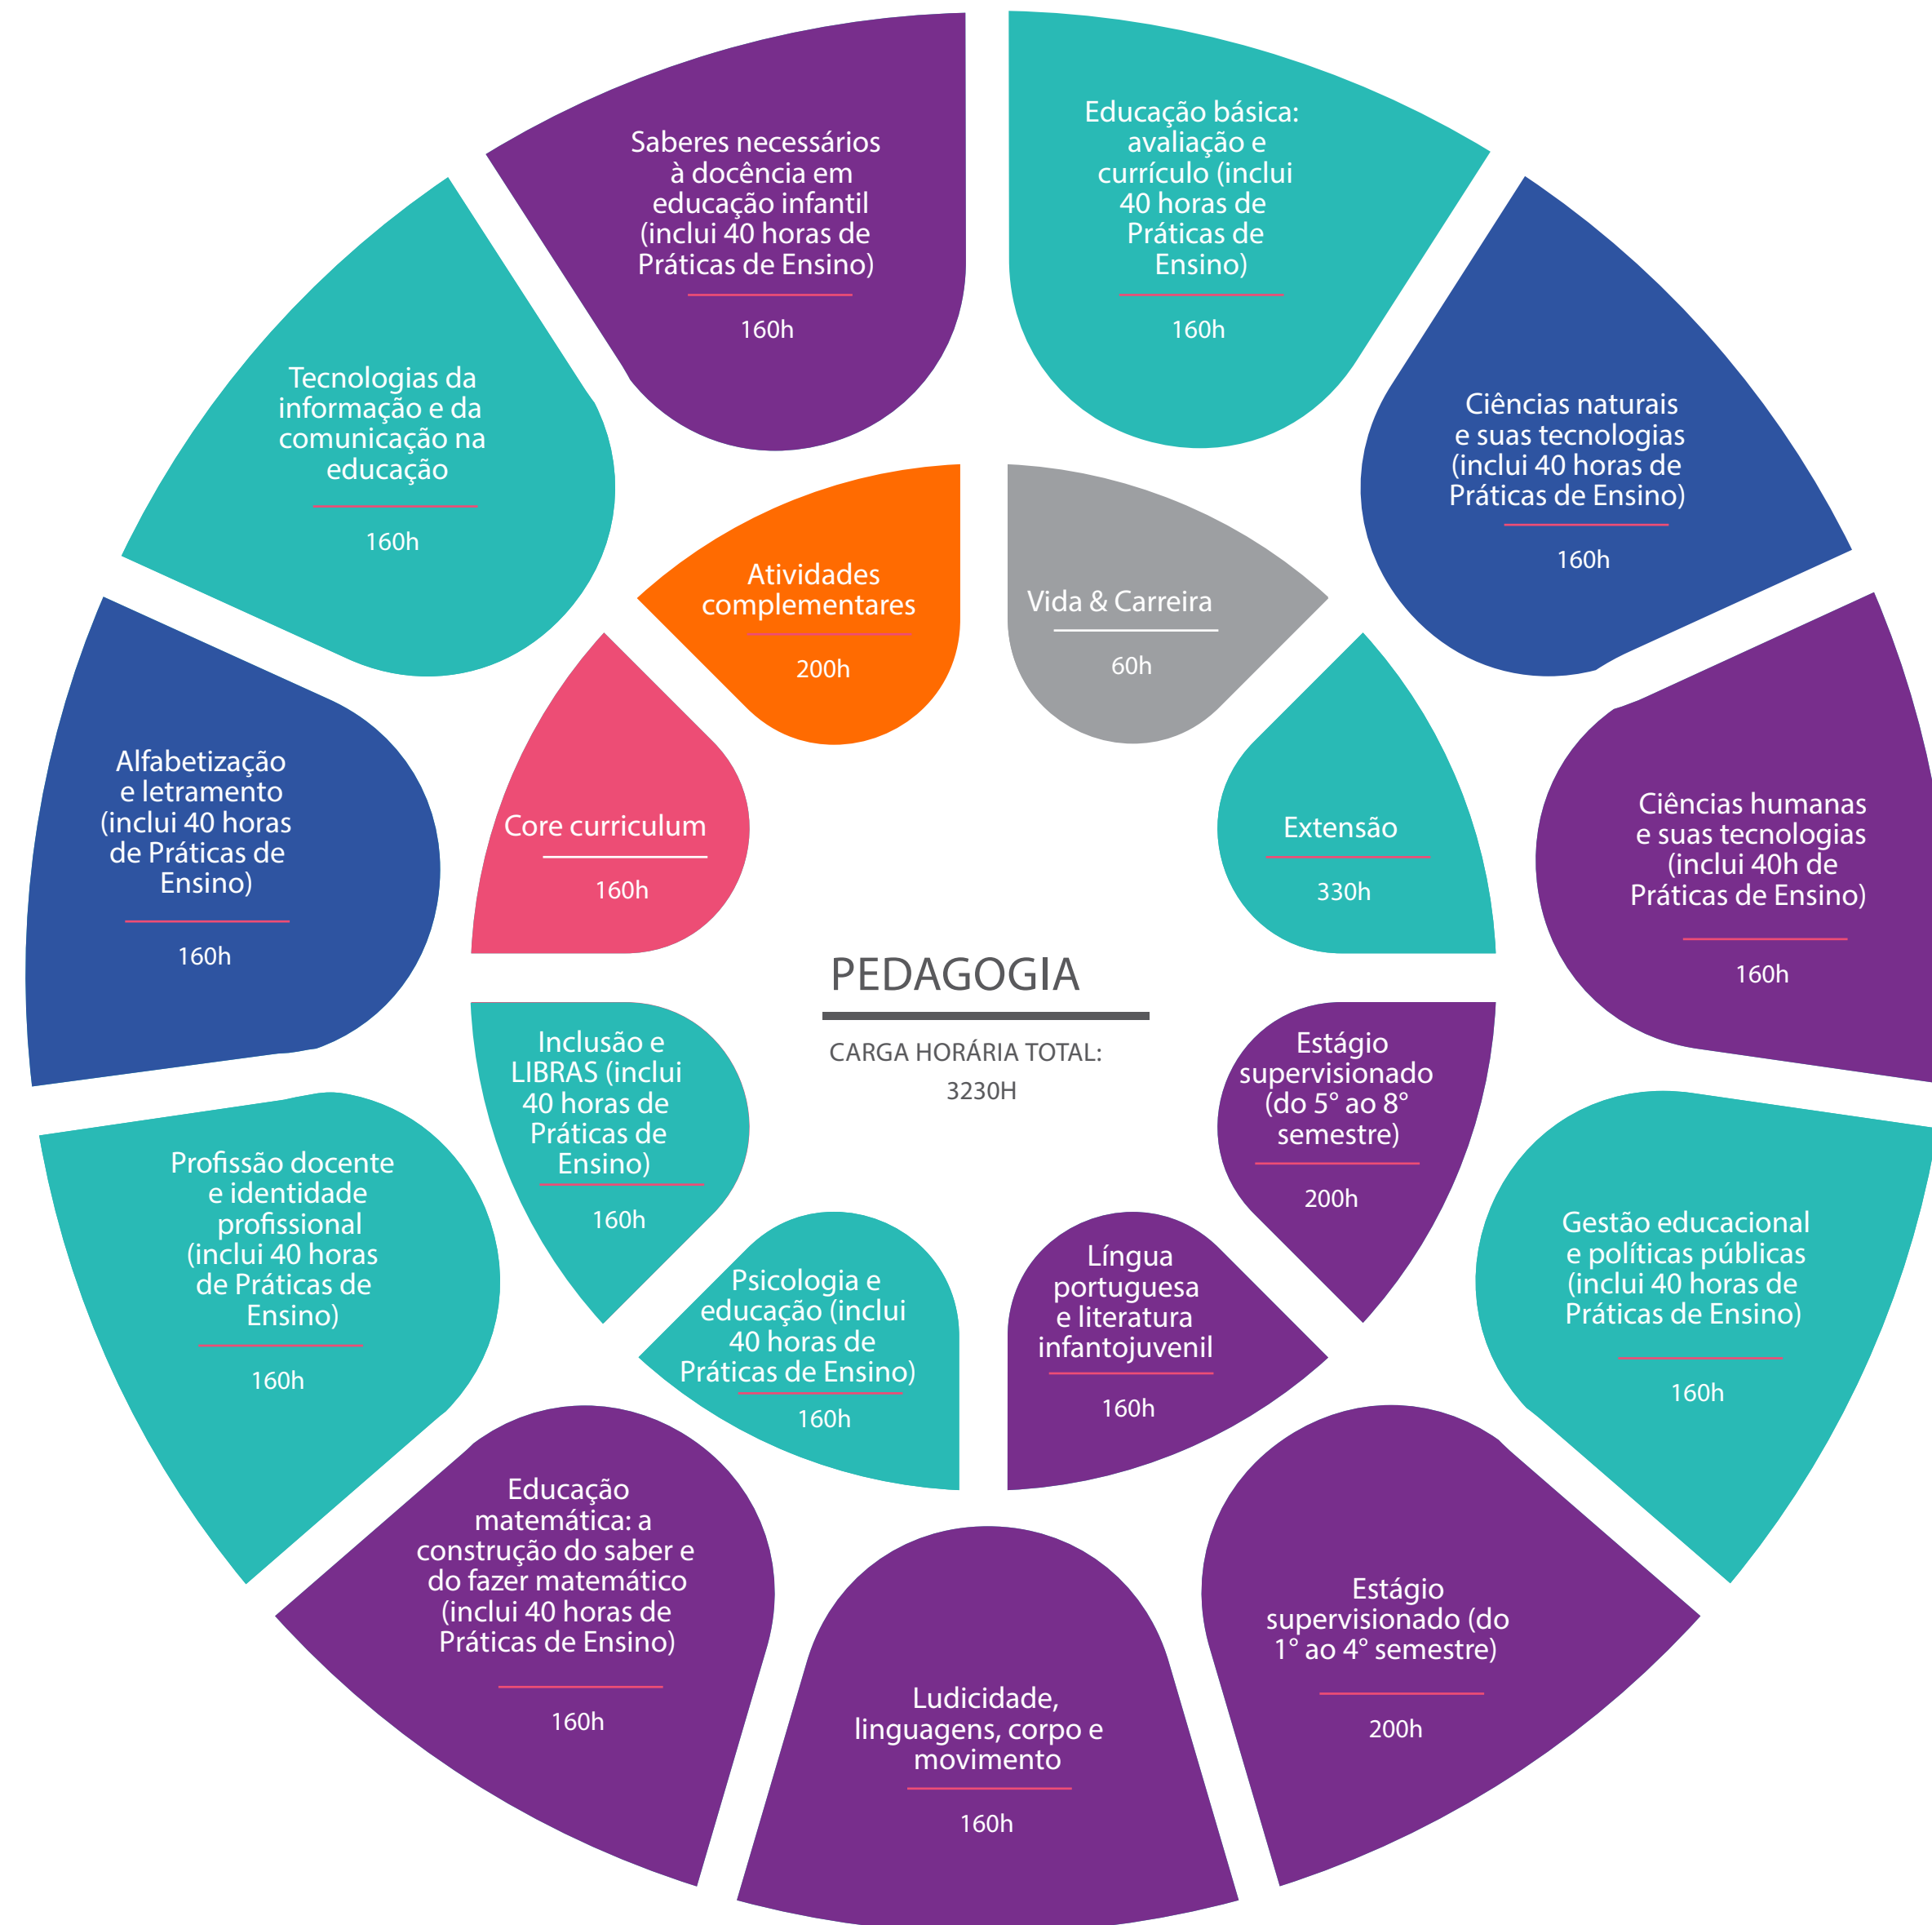 Saberes necessários
à docência em
educação infantil
(inclui 40 horas de
Práticas de Ensino)
160h
Educação básica:
avaliação e
currículo (inclui
40 horas de
Práticas de
Ensino)
160h
Ciências naturais
e suas tecnologias
(inclui 40 horas de
Práticas de Ensino)
160h
Ciências humanas
e suas tecnologias
(inclui 40h de
Práticas de Ensino)
160h
Gestão educacional
e políticas públicas
(inclui 40 horas de
Práticas de Ensino)
160h
Estágio
supervisionado (do
1° ao 4° semestre)
200h
Ludicidade,
linguagens, corpo e
movimento
160h
Educação
matemática: a
construção do saber e
do fazer matemático
(inclui 40 horas de
Práticas de Ensino)
160h
Profissão docente
e identidade
profissional
(inclui 40 horas
de Práticas de
Ensino)
160h
Alfabetização
e letramento
(inclui 40 horas
de Práticas de
Ensino)
160h
Tecnologias da
informação e da
comunicação na
educação
160h
Atividades
complementares
200h
Vida & Carreira
60h
Extensão
330h
Estágio
supervisionado
(do 5° ao 8°
semestre)
200h
Língua
portuguesa
e literatura
infantojuvenil
160h
Psicologia e
educação (inclui
40 horas de
Práticas de Ensino)
160h
Inclusão e
LIBRAS (inclui
40 horas de
Práticas de
Ensino)
160h
Core curriculum
160h
PEDAGOGIA
CARGA HORÁRIA TOTAL:
3230H